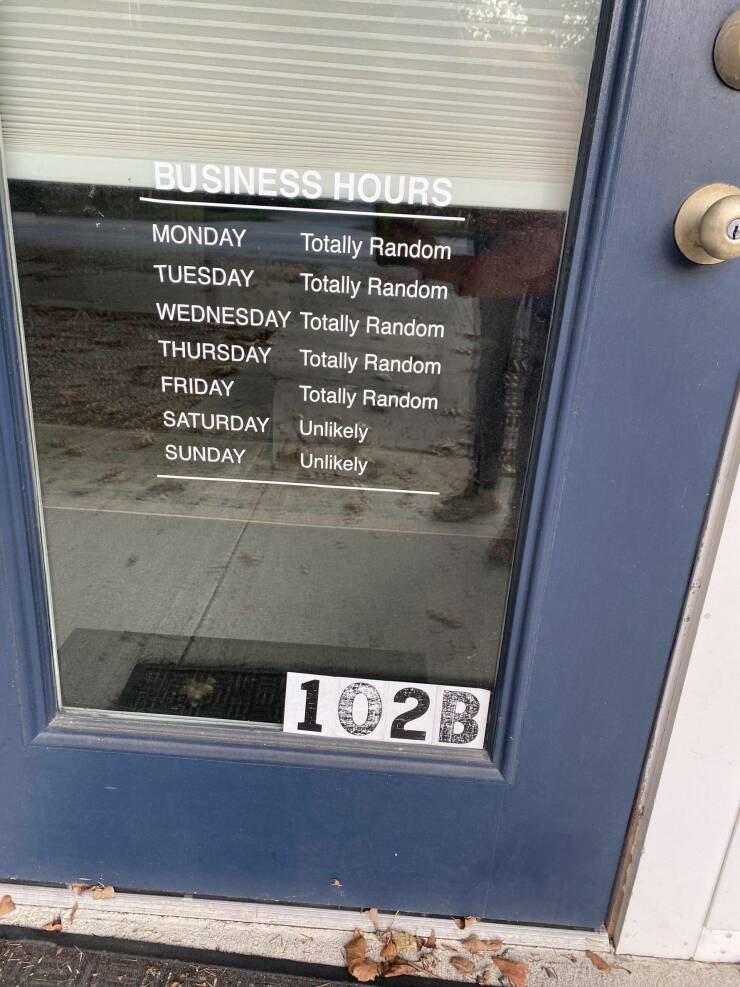 BUSINESS HOURS
MONDAY Totally Random
TUESDAY Totally Random
WEDNESDAY Totally Random
THURSDAY Totally Random
FRIDAY Totally Random
SATURDAY Unlikely
SUNDAY Unlikely
102B